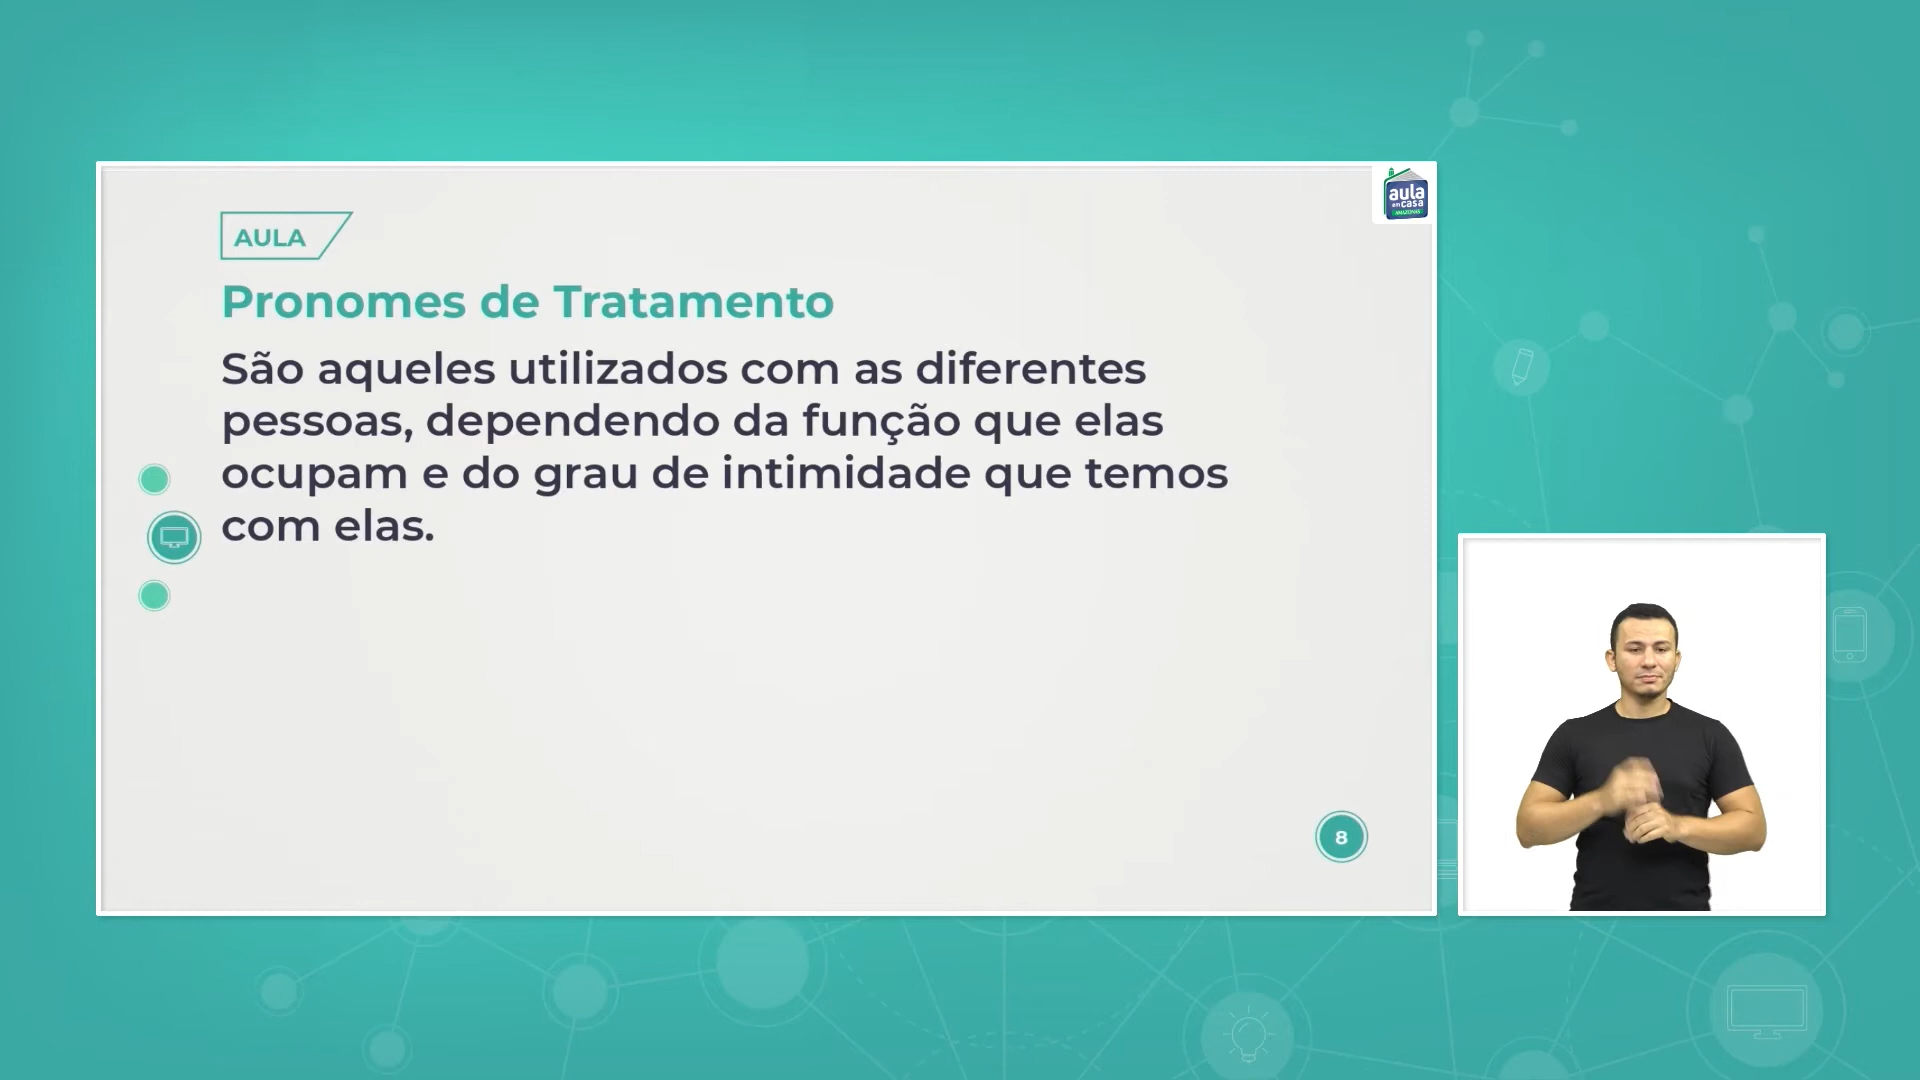 aula
em casa
AMAZONAS
AULA
Pronomes de Tratamento
São aqueles utilizados com as diferentes
pessoas, dependendo da função que elas
ocupam e do grau de intimidade que temos
com elas.
8